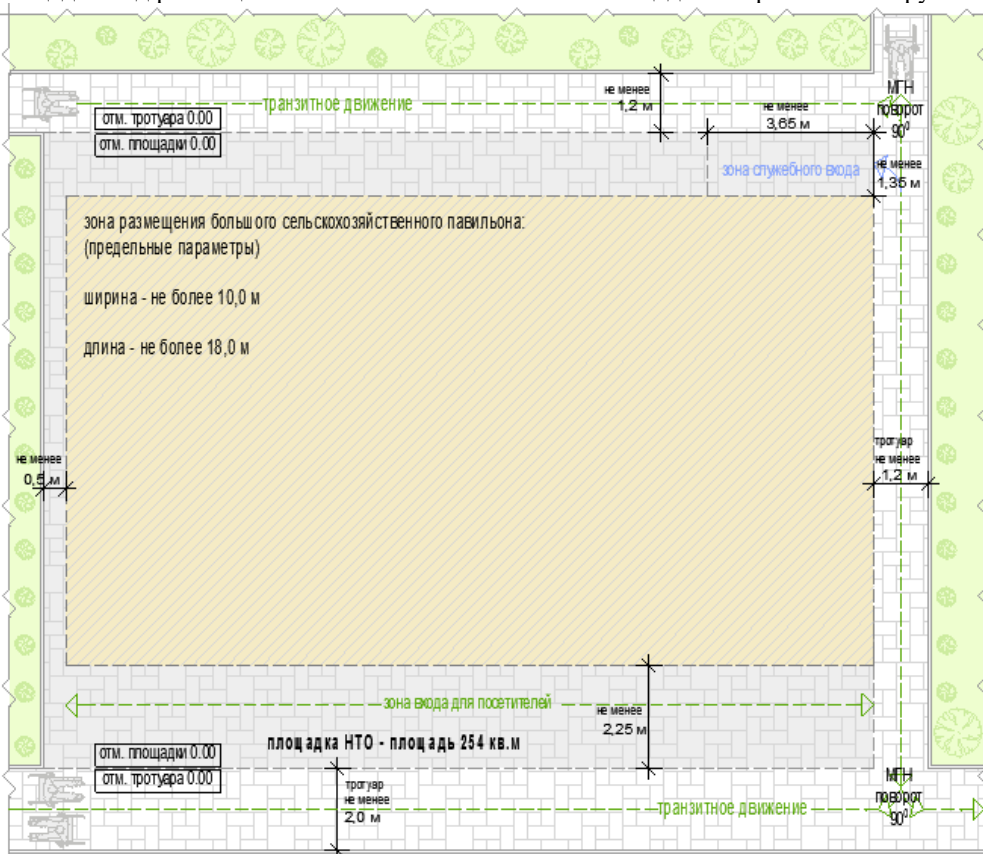 не менее
1,2 м
транзитное движение
МГН
поворот
90⁰
отм. тротуара 0.00
отм. площадки 0.00
не менее
3,65 м
зона служебного входа
не менее
1,35 м
зона размещения большого сельскохозяйственного павильона:
(предельные параметры)
ширина - не более 10,0 м
длина - не более 18,0 м
не менее
0,5 м
тротуар
не менее
1,2 м
зона входа для посетителей
не менее
2,25 м
площадка НТО - площадь 254 кв.м
отм. площадки 0.00
отм. тротуара 0.00
тротуар
не менее
2,0 м
транзитное движение
МГН
поворот
90⁰